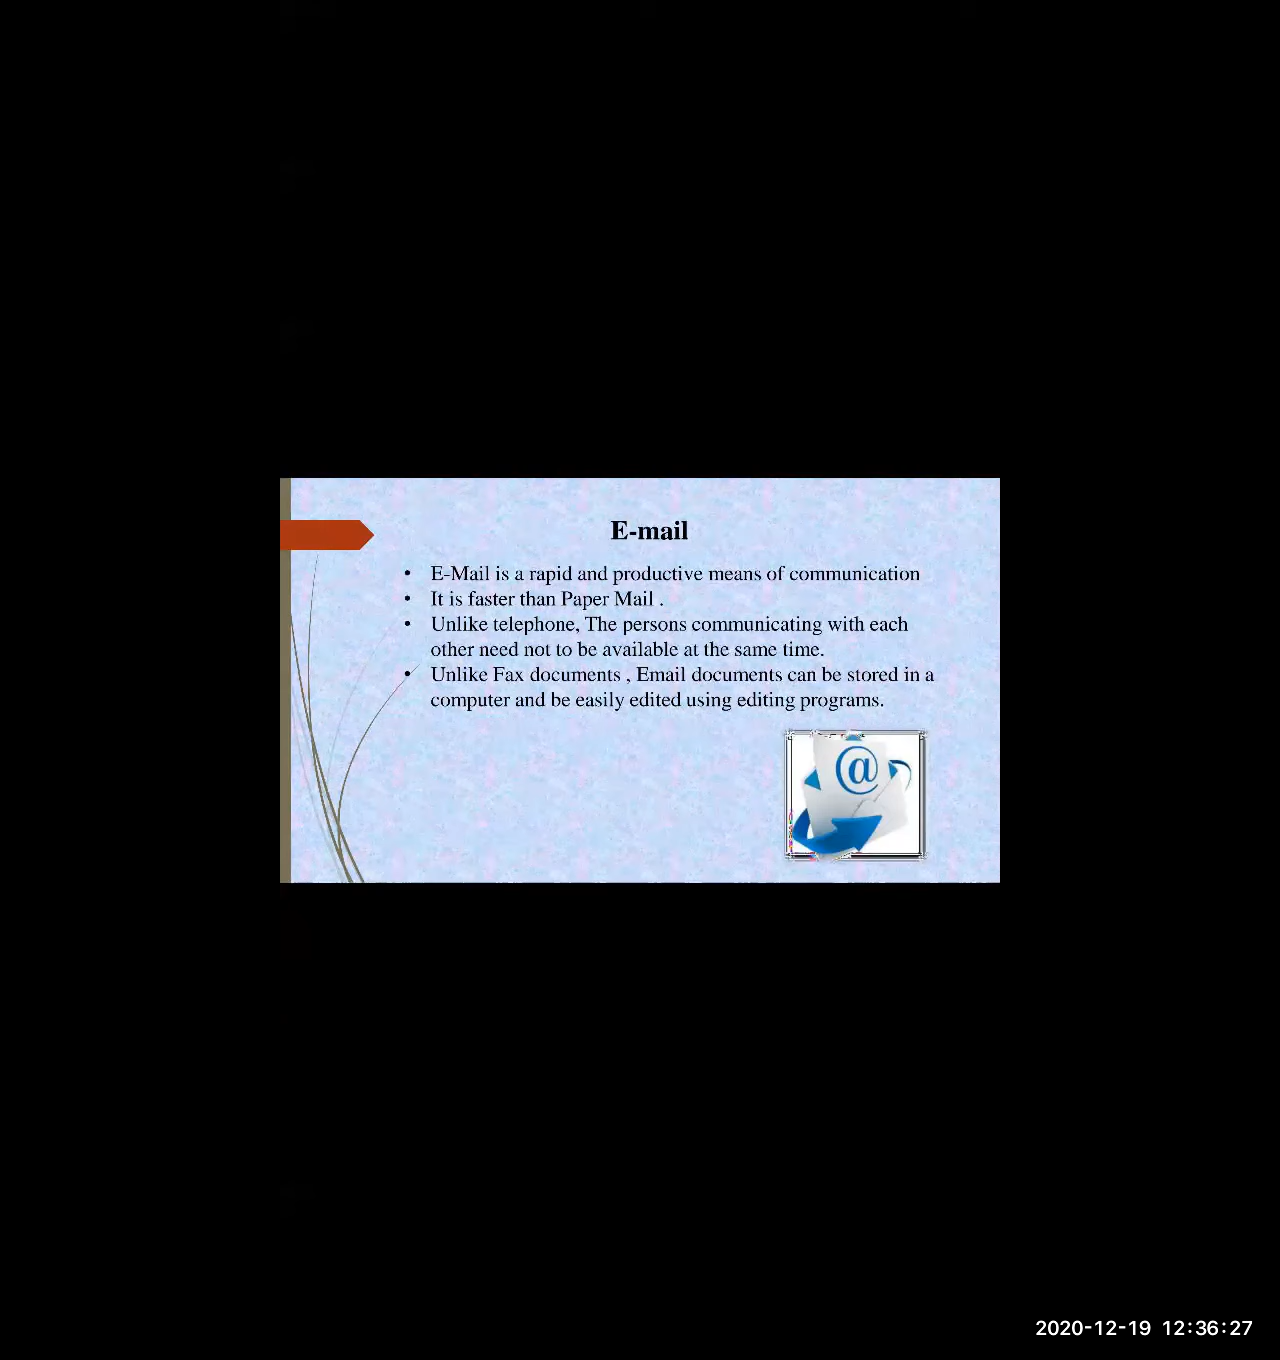 E-mail
• E-Mail is a rapid and productive means of communication
• It is faster than Paper Mail .
• Unlike telephone, The persons communicating with each
other need not to be available at the same time.
• Unlike Fax documents , Email documents can be stored in a
computer and be easily edited using editing programs.
@
2020-12-19 12:36:27